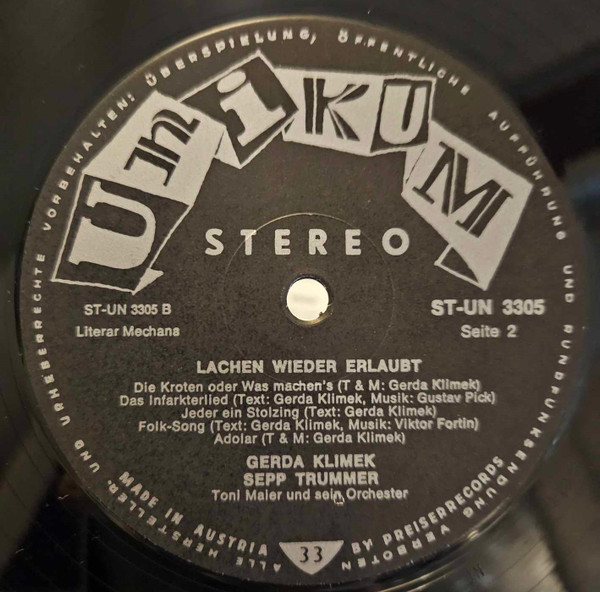 UniKUM
STEREO
ST-UN 3305 B
Literar Mechana
ST-UN 3305
Seite 2
LACHEN WIEDER ERLAUBT
Die Kroten oder Was machen's (T & M: Gerda Klimek)
Das Infarkterlied (Text: Gerda Klimek, Musik: Gustav Pick)
Jeder ein Stolzing (Text: Gerda Klimek)
Folk-Song (Text: Gerda Klimek, Musik: Viktor Fortin)
Adolar (T & M: Gerda Klimek)
GERDA KLIMEK
SEPP TRUMMER
Toni Maier und sein Orchester
MADE IN AUSTRIA
33
BY PREISERRECORDS
ALLE HERSTELLER- UND URHEBERRECHTE VORBEHALTEN: ÜBERSPIELUNG, ÖFFENTLICHE AUFFÜHRUNG UND RUNDFUNKSENDUNG VERBOTEN